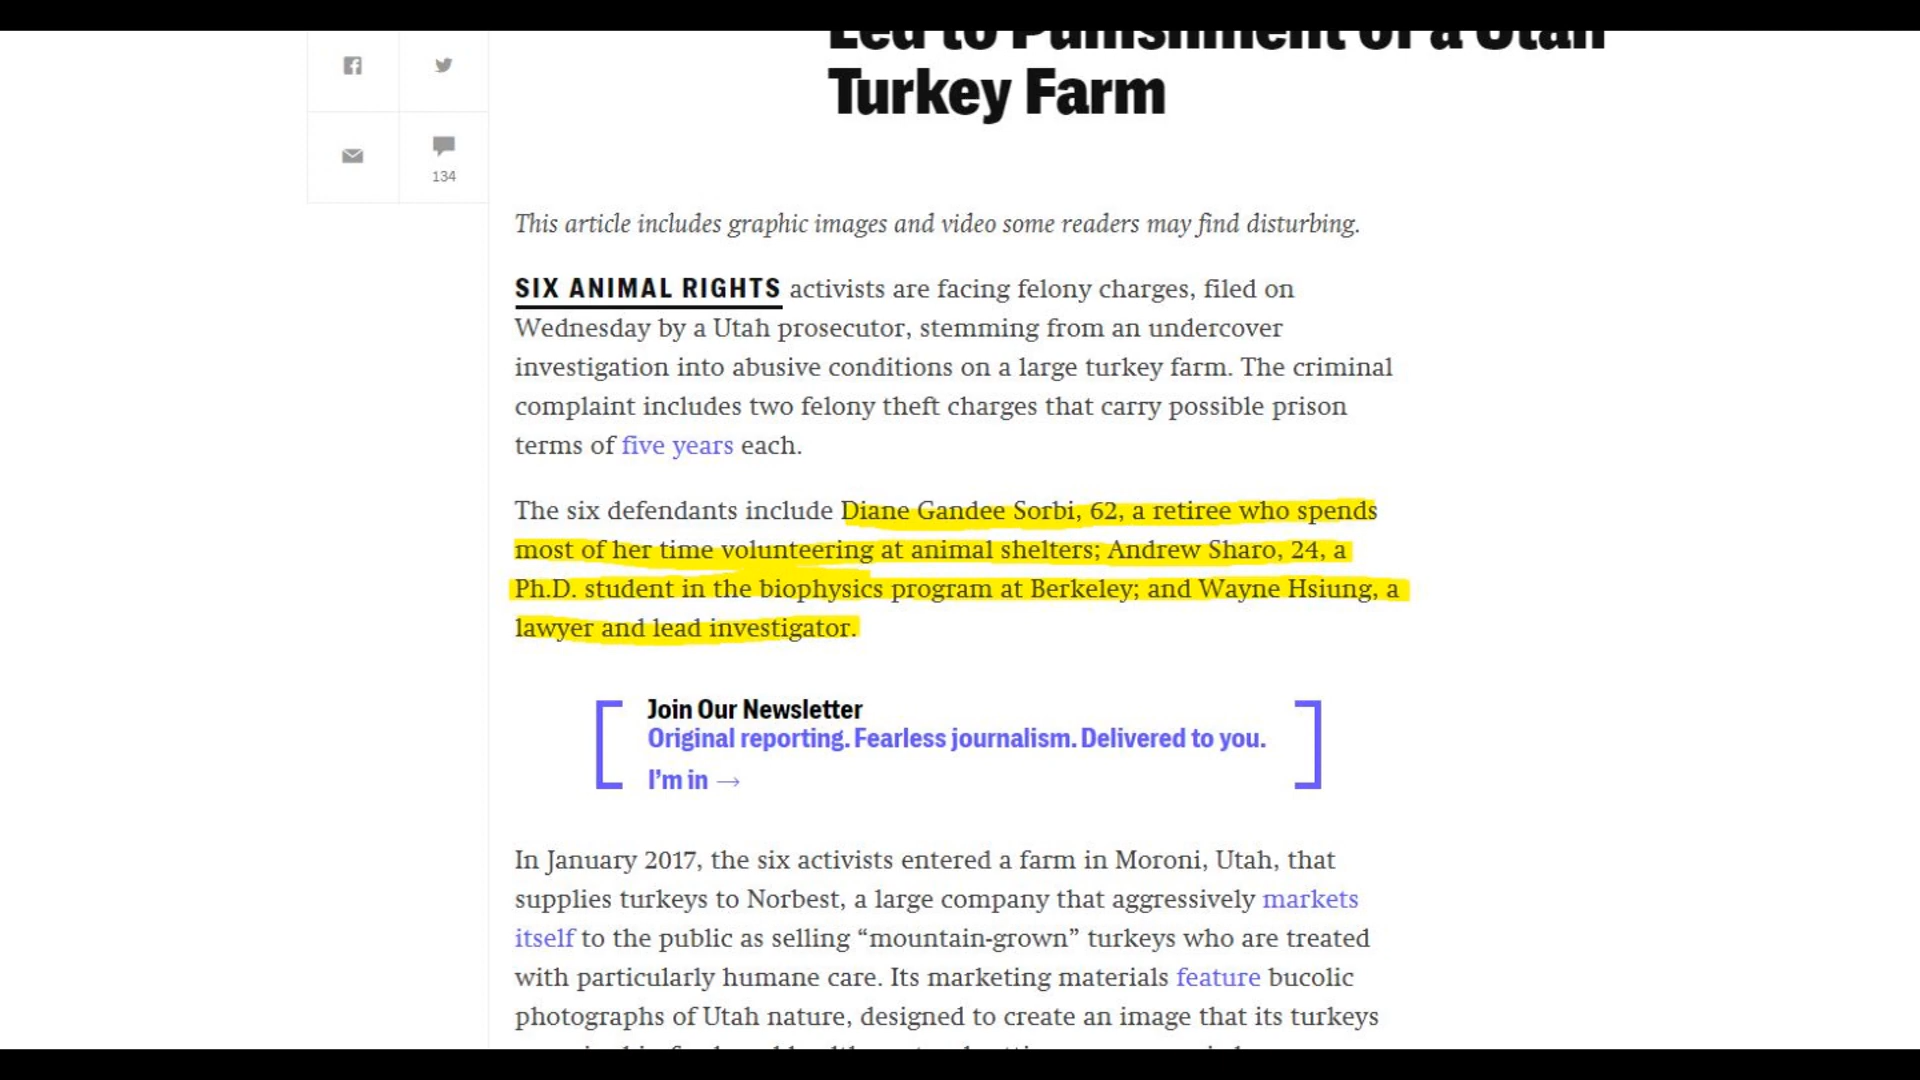 Led to Punishment of a Utah
Turkey Farm
134
This article includes graphic images and video some readers may find disturbing.
SIX ANIMAL RIGHTS activists are facing felony charges, filed on
Wednesday by a Utah prosecutor, stemming from an undercover
investigation into abusive conditions on a large turkey farm. The criminal
complaint includes two felony theft charges that carry possible prison
terms of five years each.
The six defendants include Diane Gandee Sorbi, 62, a retiree who spends
most of her time volunteering at animal shelters; Andrew Sharo, 24, a
Ph.D. student in the biophysics program at Berkeley; and Wayne Hsiung, a
lawyer and lead investigator.
Join Our Newsletter
Original reporting. Fearless journalism. Delivered to you.
I’m in →
In January 2017, the six activists entered a farm in Moroni, Utah, that
supplies turkeys to Norbest, a large company that aggressively markets
itself to the public as selling “mountain-grown” turkeys who are treated
with particularly humane care. Its marketing materials feature bucolic
photographs of Utah nature, designed to create an image that its turkeys